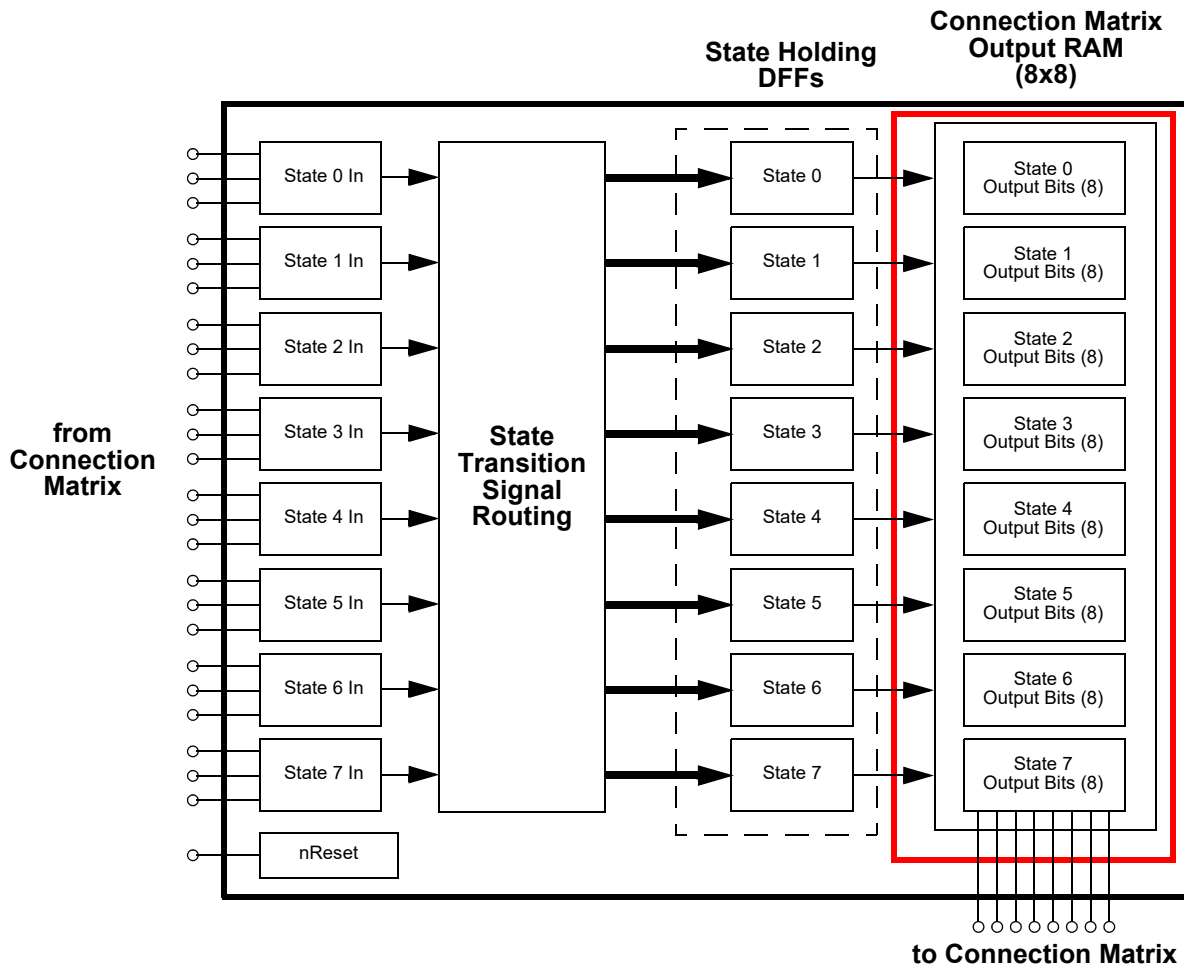 Connection Matrix
Output RAM
(8x8)
State Holding
DFFs
from
Connection
Matrix
State 0 In
State 1 In
State 2 In
State 3 In
State 4 In
State 5 In
State 6 In
State 7 In
nReset
State
Transition
Signal
Routing
State 0
State 1
State 2
State 3
State 4
State 5
State 6
State 7
State 0
Output Bits (8)
State 1
Output Bits (8)
State 2
Output Bits (8)
State 3
Output Bits (8)
State 4
Output Bits (8)
State 5
Output Bits (8)
State 6
Output Bits (8)
State 7
Output Bits (8)
to Connection Matrix